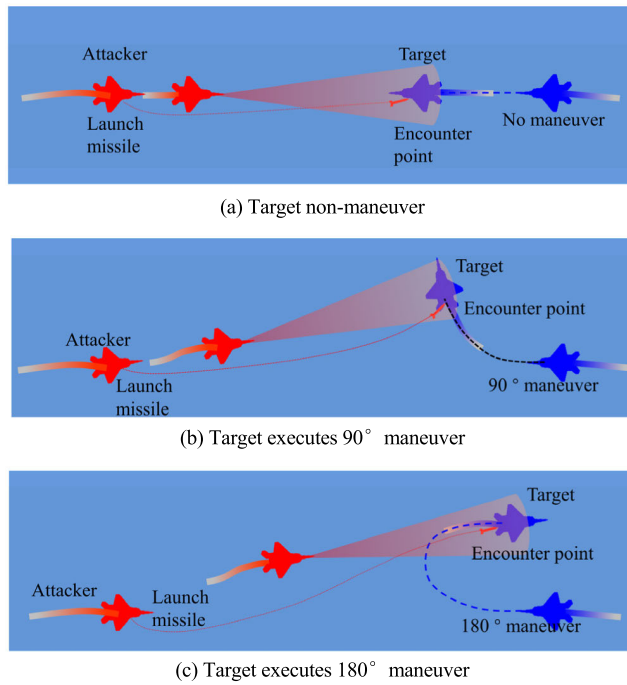 Attacker
Target
Launch
missile
Encounter
point
No maneuver
(a) Target non-maneuver
Target
Encounter point
Attacker
Launch
missile
90 ° maneuver
(b) Target executes 90° maneuver
Target
Encounter point
Attacker
Launch
missile
180 ° maneuver
(c) Target executes 180° maneuver